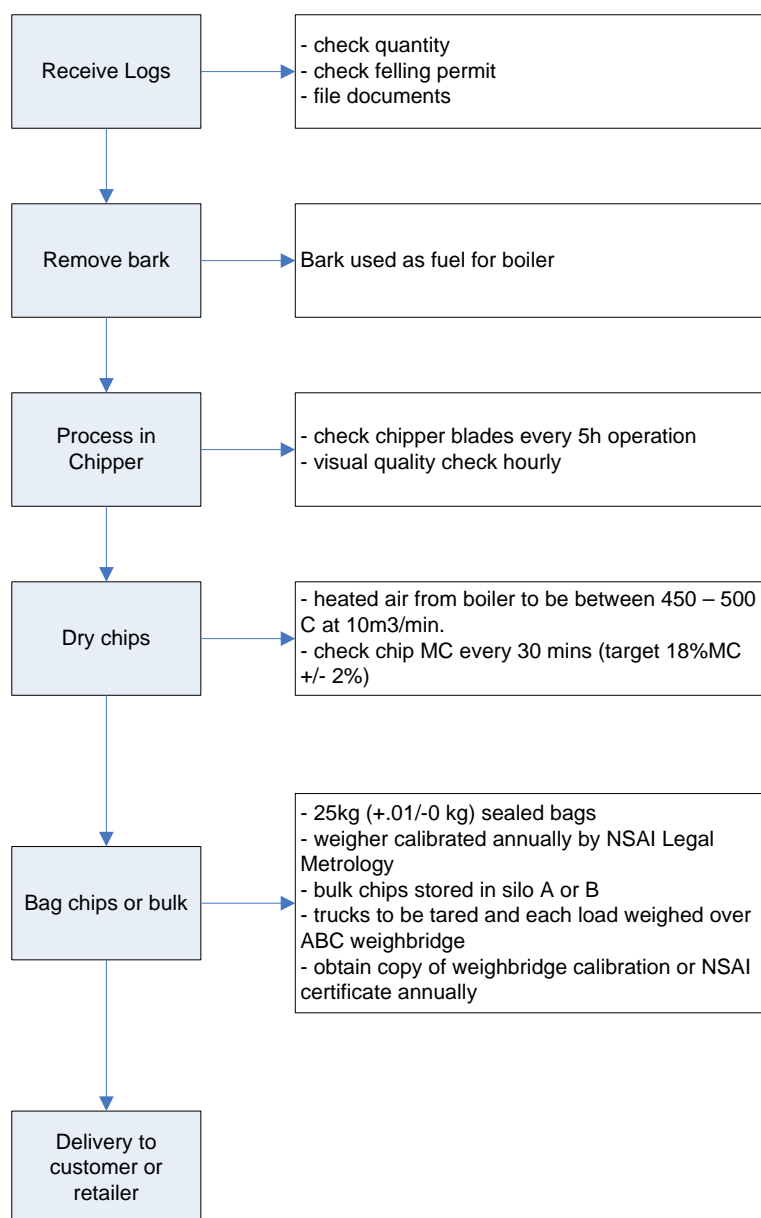 Receive Logs
- check quantity
- check felling permit
- file documents
Remove bark
Bark used as fuel for boiler
Process in
Chipper
- check chipper blades every 5h operation
- visual quality check hourly
Dry chips
- heated air from boiler to be between 450 – 500
C at 10m3/min.
- check chip MC every 30 mins (target 18%MC
+/- 2%)
Bag chips or bulk
- 25kg (+.01/-0 kg) sealed bags
- weigher calibrated annually by NSAI Legal
Metrology
- bulk chips stored in silo A or B
- trucks to be tared and each load weighed over
ABC weighbridge
- obtain copy of weighbridge calibration or NSAI
certificate annually
Delivery to
customer or
retailer